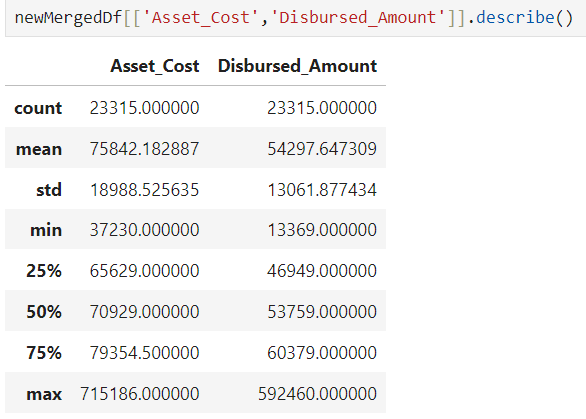 newMergedDf[['Asset_Cost','Disbursed_Amount']].describe()
Asset_Cost Disbursed_Amount
count 23315.000000 23315.000000
mean 75842.182887 54297.647309
std 18988.525635 13061.877434
min 37230.000000 13369.000000
25% 65629.000000 46949.000000
50% 70929.000000 53759.000000
75% 79354.500000 60379.000000
max 715186.000000 592460.000000